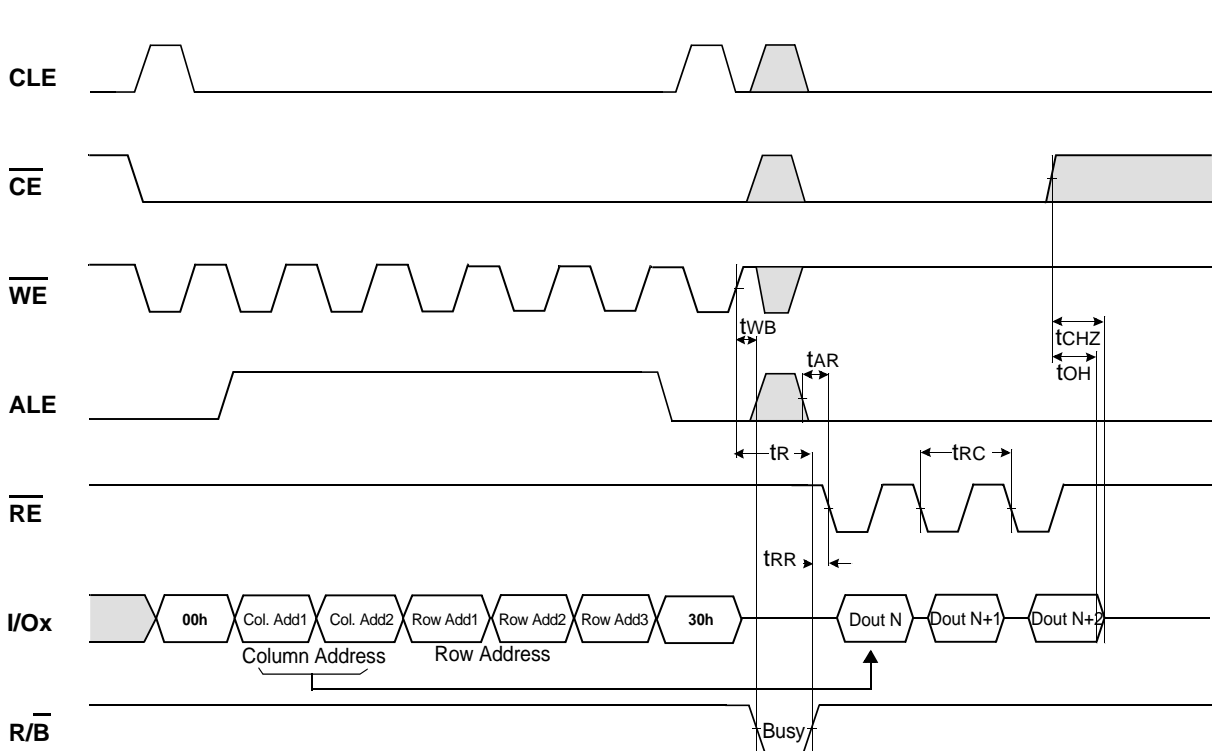 CLE
CE
WE
tWB
tCHZ
tAR
tOH
ALE
tR
tRC
RE
tRR
I/Ox
00h
Col. Add1
Col. Add2
Row Add1
Row Add2
Row Add3
30h
Dout N
Dout N+1
Dout N+2
Column Address
Row Address
R/B
Busy